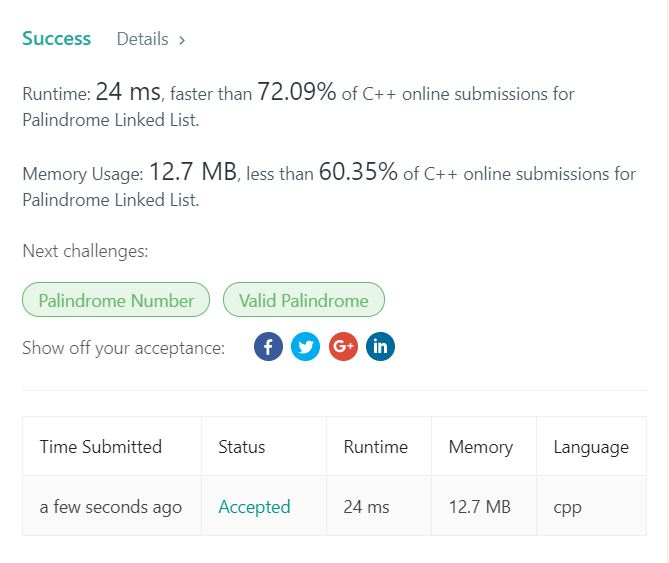 Success Details >
Runtime: 24 ms, faster than 72.09% of C++ online submissions for
Palindrome Linked List.
Memory Usage: 12.7 MB, less than 60.35% of C++ online submissions for
Palindrome Linked List.
Next challenges:
Palindrome Number Valid Palindrome
Show off your acceptance: f G+ in
Time Submitted Status Runtime Memory Language
a few seconds ago Accepted 24 ms 12.7 MB cpp